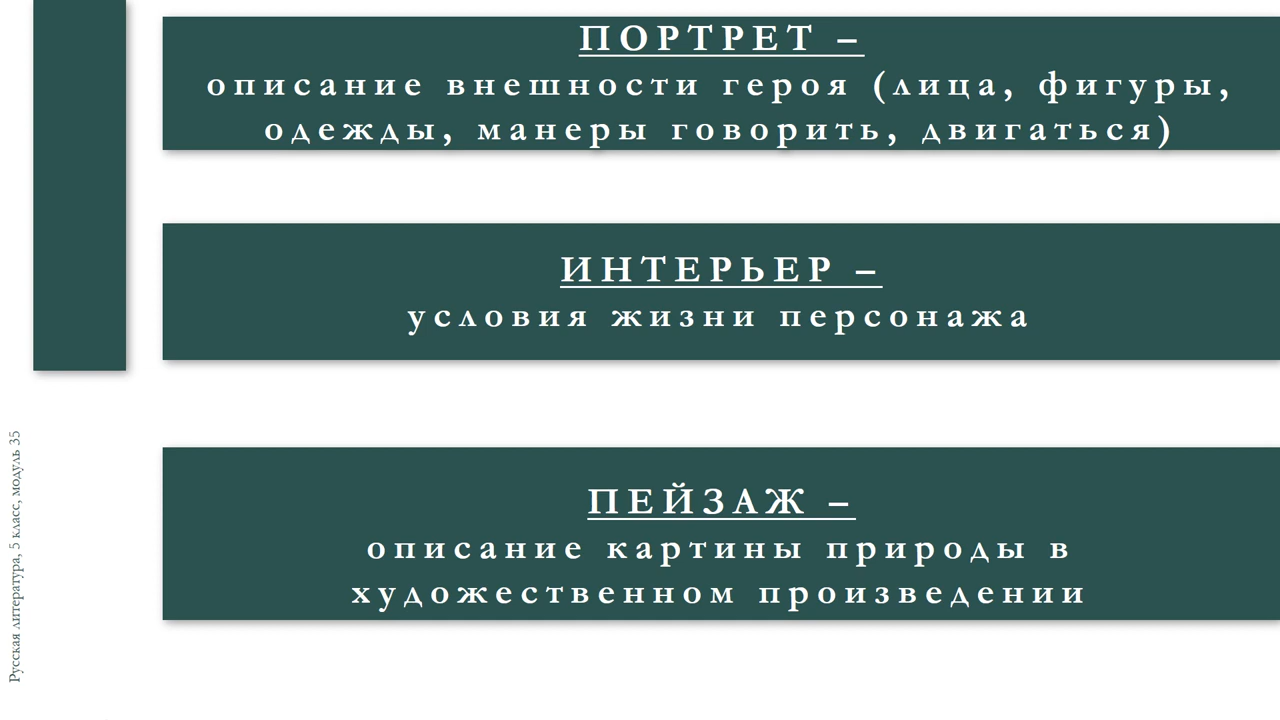 ПОРТРЕТ –
описание внешности героя (лица, фигуры,
одежды, манеры говорить, двигаться)
ИНТЕРЬЕР –
условия жизни персонажа
ПЕЙЗАЖ –
описание картины природы в
художественном произведении
Русская литература, 5 класс, модуль 35